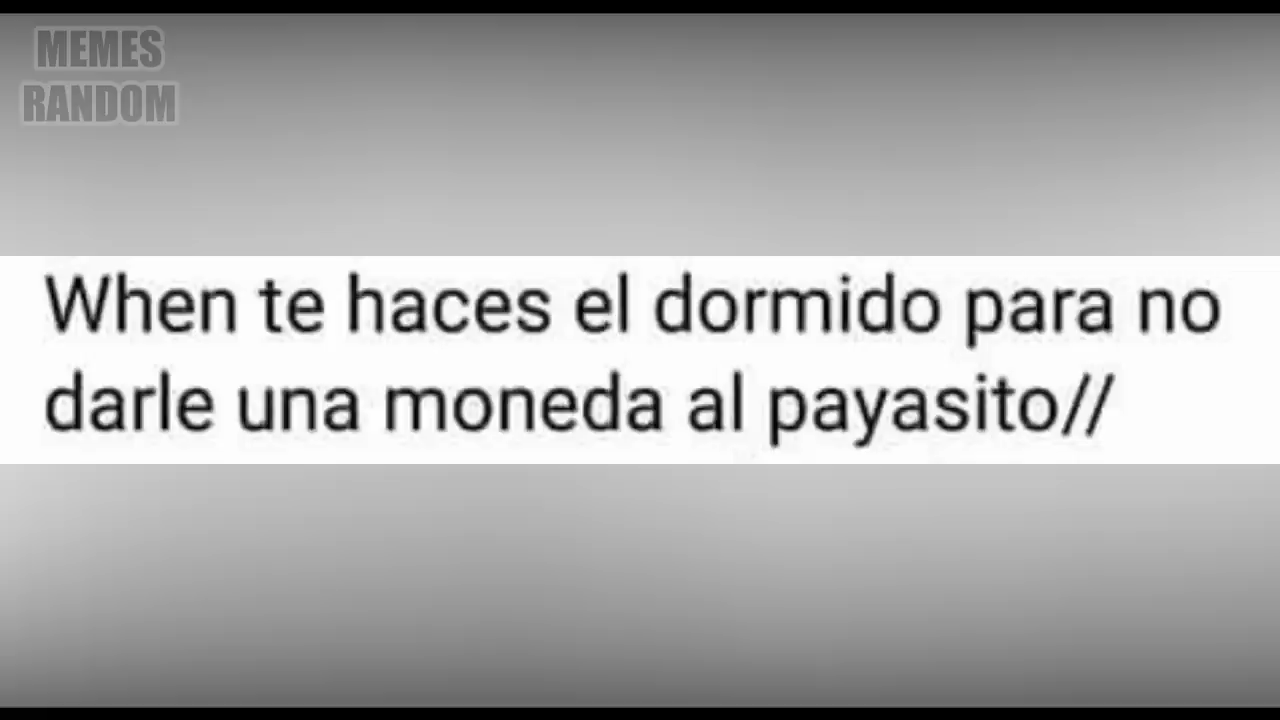 MEMES
RANDOM
When te haces el dormido para no
darle una moneda al payasito//